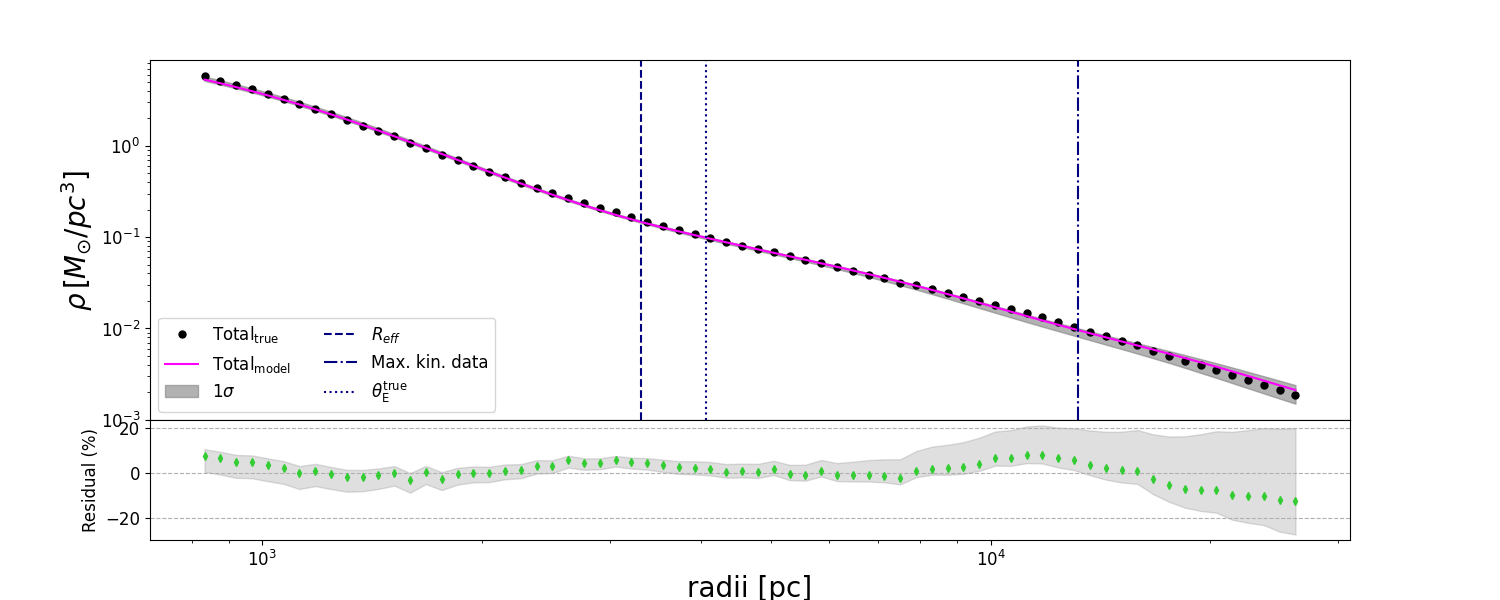 ρ [M⊙/pc³]
10⁰
10⁻¹
10⁻²
10⁻³
Total_true
Total_model
1σ
R_eff
Max. kin. data
θ_E^true
Residual (%)
20
0
−20
10³
10⁴
radii [pc]